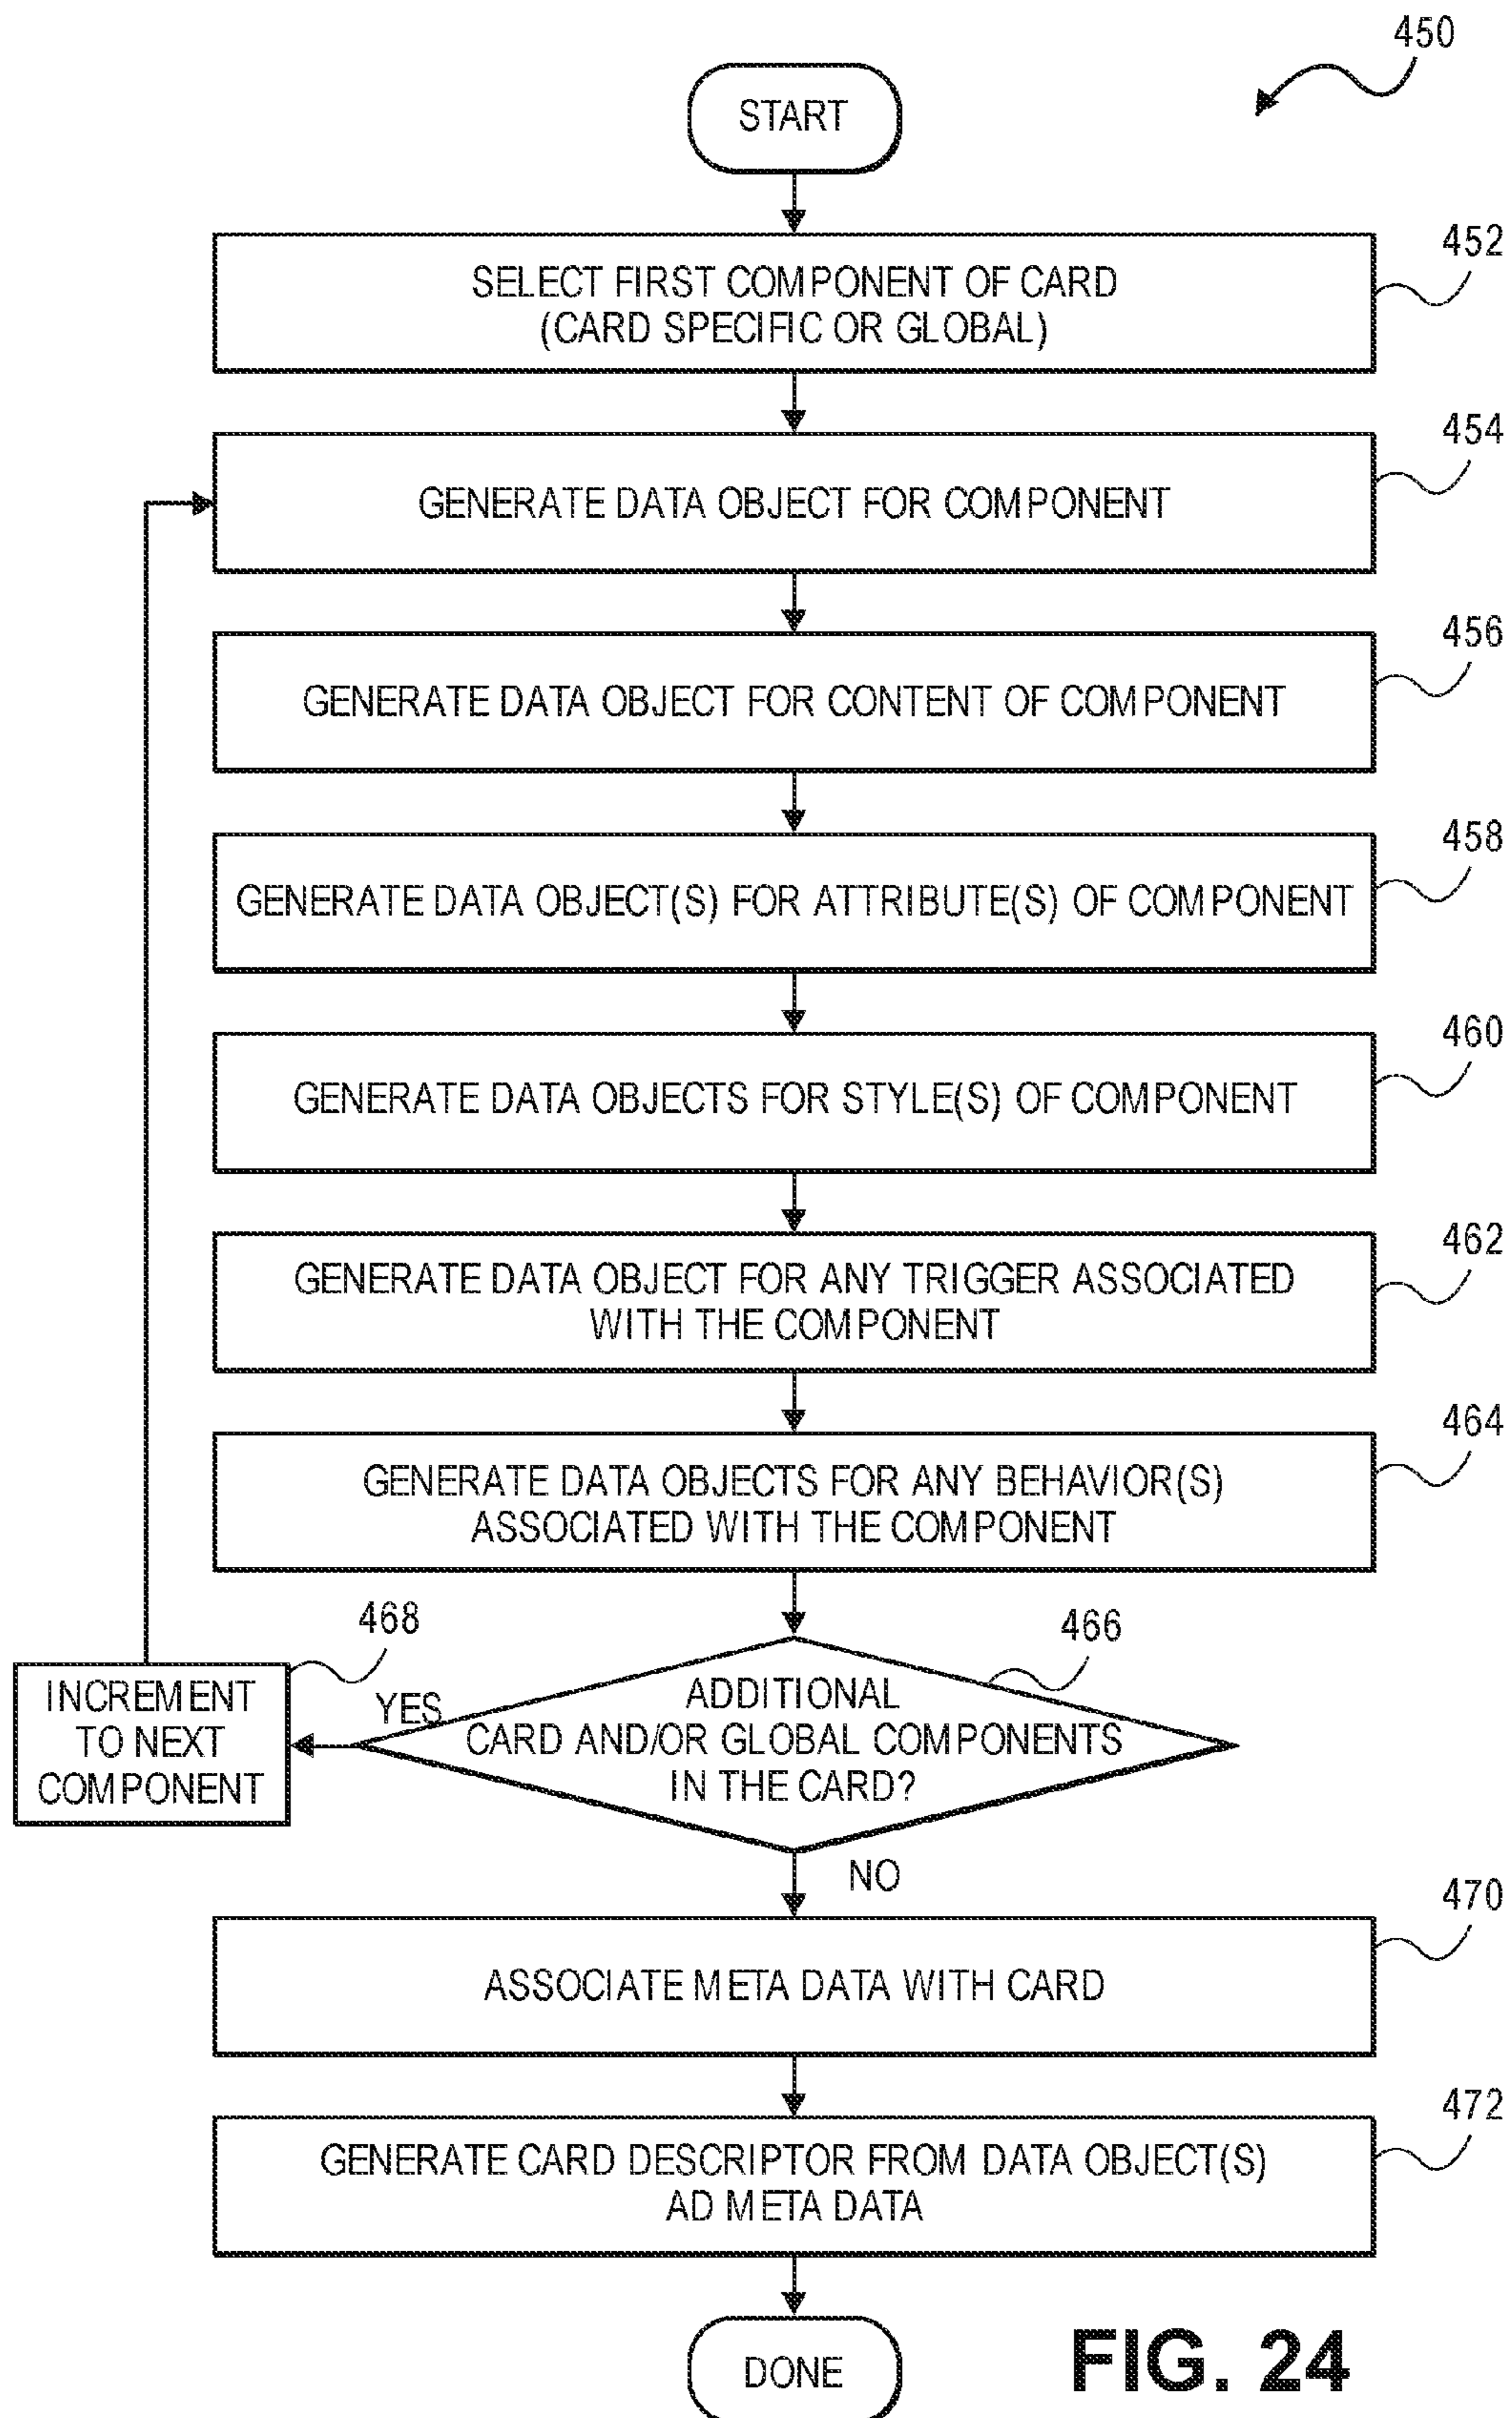 450
START
452
SELECT FIRST COMPONENT OF CARD
(CARD SPECIFIC OR GLOBAL)
454
GENERATE DATA OBJECT FOR COMPONENT
456
GENERATE DATA OBJECT FOR CONTENT OF COMPONENT
458
GENERATE DATA OBJECT(S) FOR ATTRIBUTE(S) OF COMPONENT
460
GENERATE DATA OBJECTS FOR STYLE(S) OF COMPONENT
462
GENERATE DATA OBJECT FOR ANY TRIGGER ASSOCIATED
WITH THE COMPONENT
464
GENERATE DATA OBJECTS FOR ANY BEHAVIOR(S)
ASSOCIATED WITH THE COMPONENT
468
466
INCREMENT
TO NEXT
COMPONENT
YES
ADDITIONAL
CARD AND/OR GLOBAL COMPONENTS
IN THE CARD?
NO
470
ASSOCIATE META DATA WITH CARD
472
GENERATE CARD DESCRIPTOR FROM DATA OBJECT(S)
AD META DATA
DONE
FIG. 24